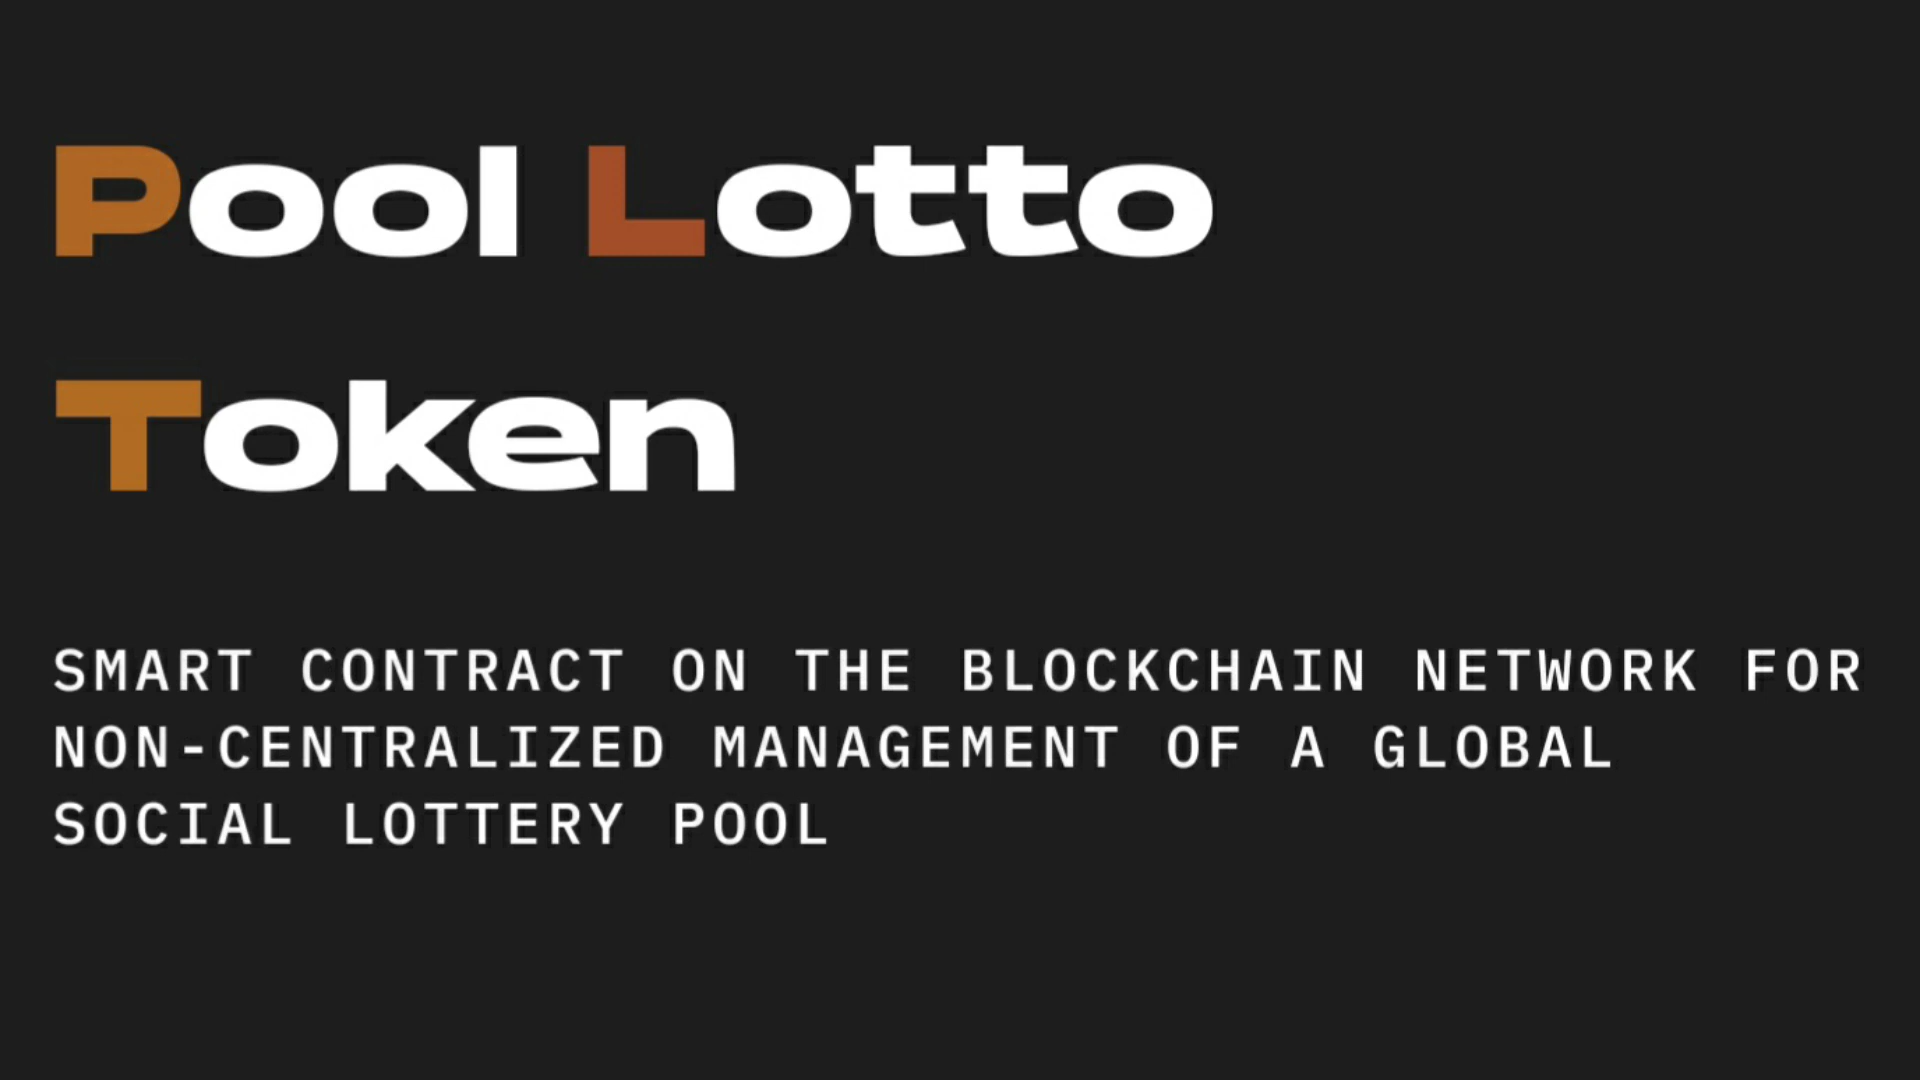 Pool Lotto
Token
SMART CONTRACT ON THE BLOCKCHAIN NETWORK FOR
NON-CENTRALIZED MANAGEMENT OF A GLOBAL
SOCIAL LOTTERY POOL